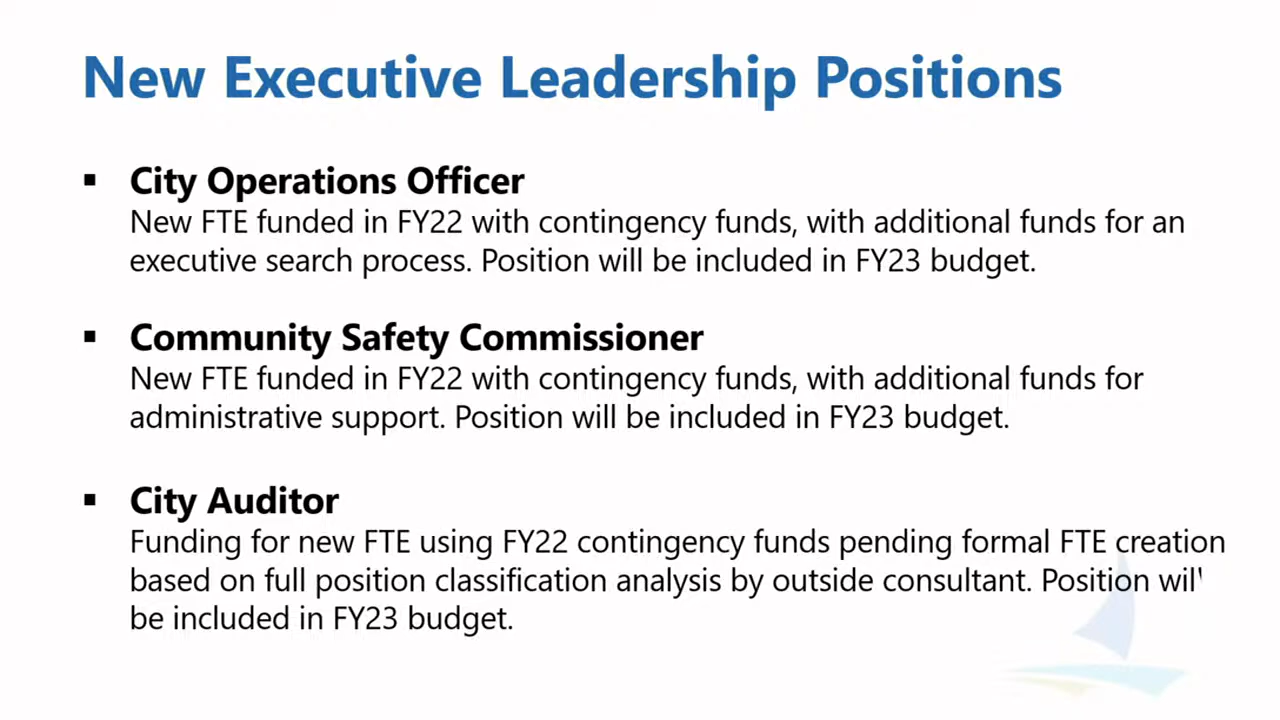 New Executive Leadership Positions
▪ City Operations Officer
New FTE funded in FY22 with contingency funds, with additional funds for an
executive search process. Position will be included in FY23 budget.
▪ Community Safety Commissioner
New FTE funded in FY22 with contingency funds, with additional funds for
administrative support. Position will be included in FY23 budget.
▪ City Auditor
Funding for new FTE using FY22 contingency funds pending formal FTE creation
based on full position classification analysis by outside consultant. Position will
be included in FY23 budget.